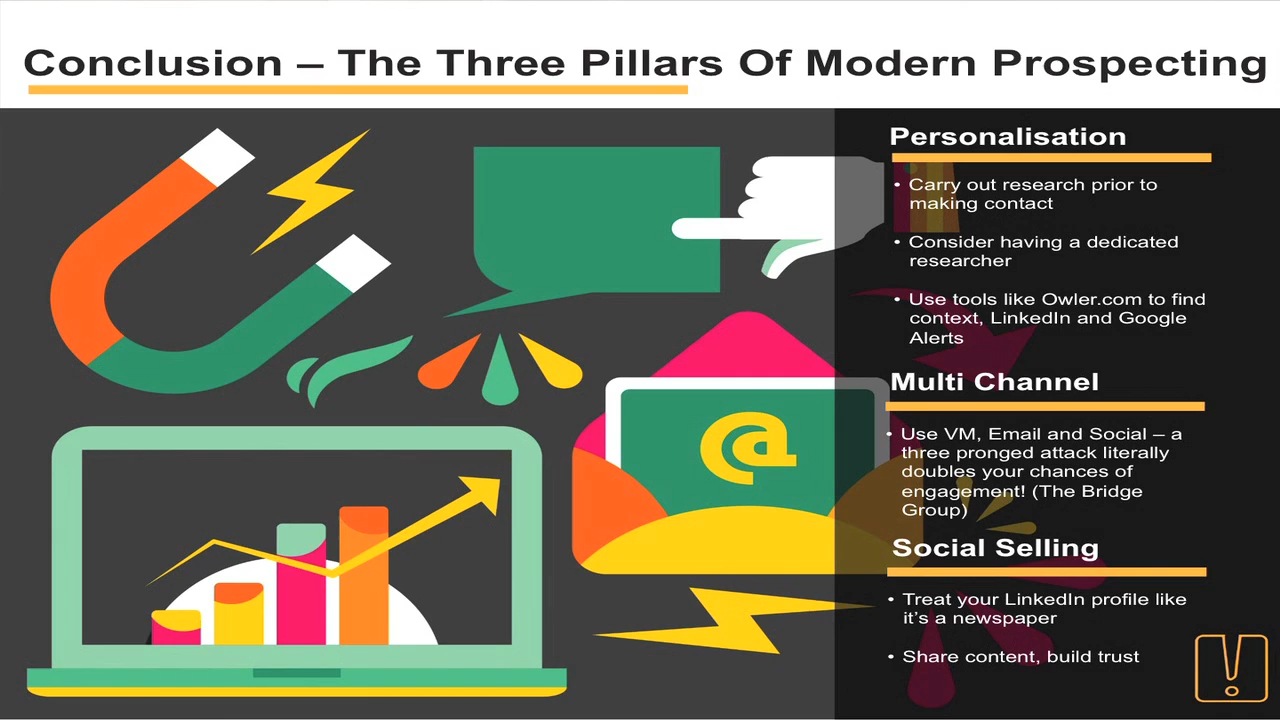 Conclusion – The Three Pillars Of Modern Prospecting
Personalisation
• Carry out research prior to
making contact
• Consider having a dedicated
researcher
• Use tools like Owler.com to find
context, LinkedIn and Google
Alerts
Multi Channel
• Use VM, Email and Social – a
three pronged attack literally
doubles your chances of
engagement! (The Bridge
Group)
Social Selling
• Treat your LinkedIn profile like
it's a newspaper
• Share content, build trust
@
!